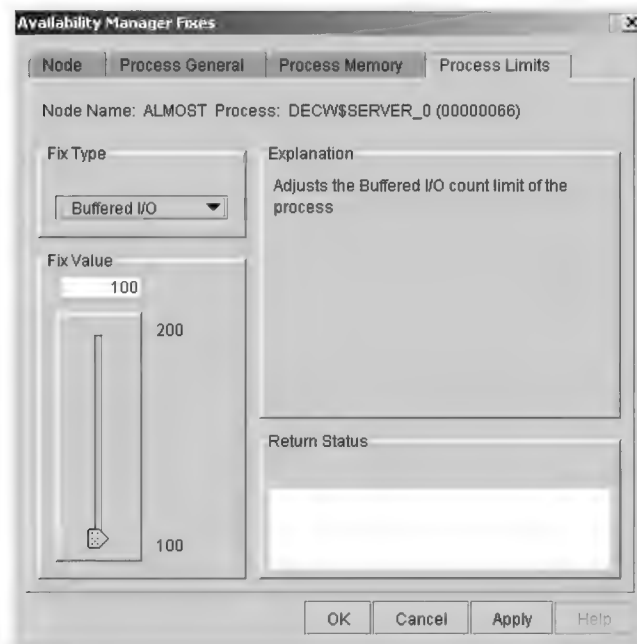 Availability Manager Fixes
Node
Process General
Process Memory
Process Limits
Node Name: ALMOST Process: DECW$SERVER_0 (00000066)
Fix Type
Buffered I/O
Explanation
Adjusts the Buffered I/O count limit of the
process
Fix Value
100
200
100
Return Status
OK
Cancel
Apply
Help